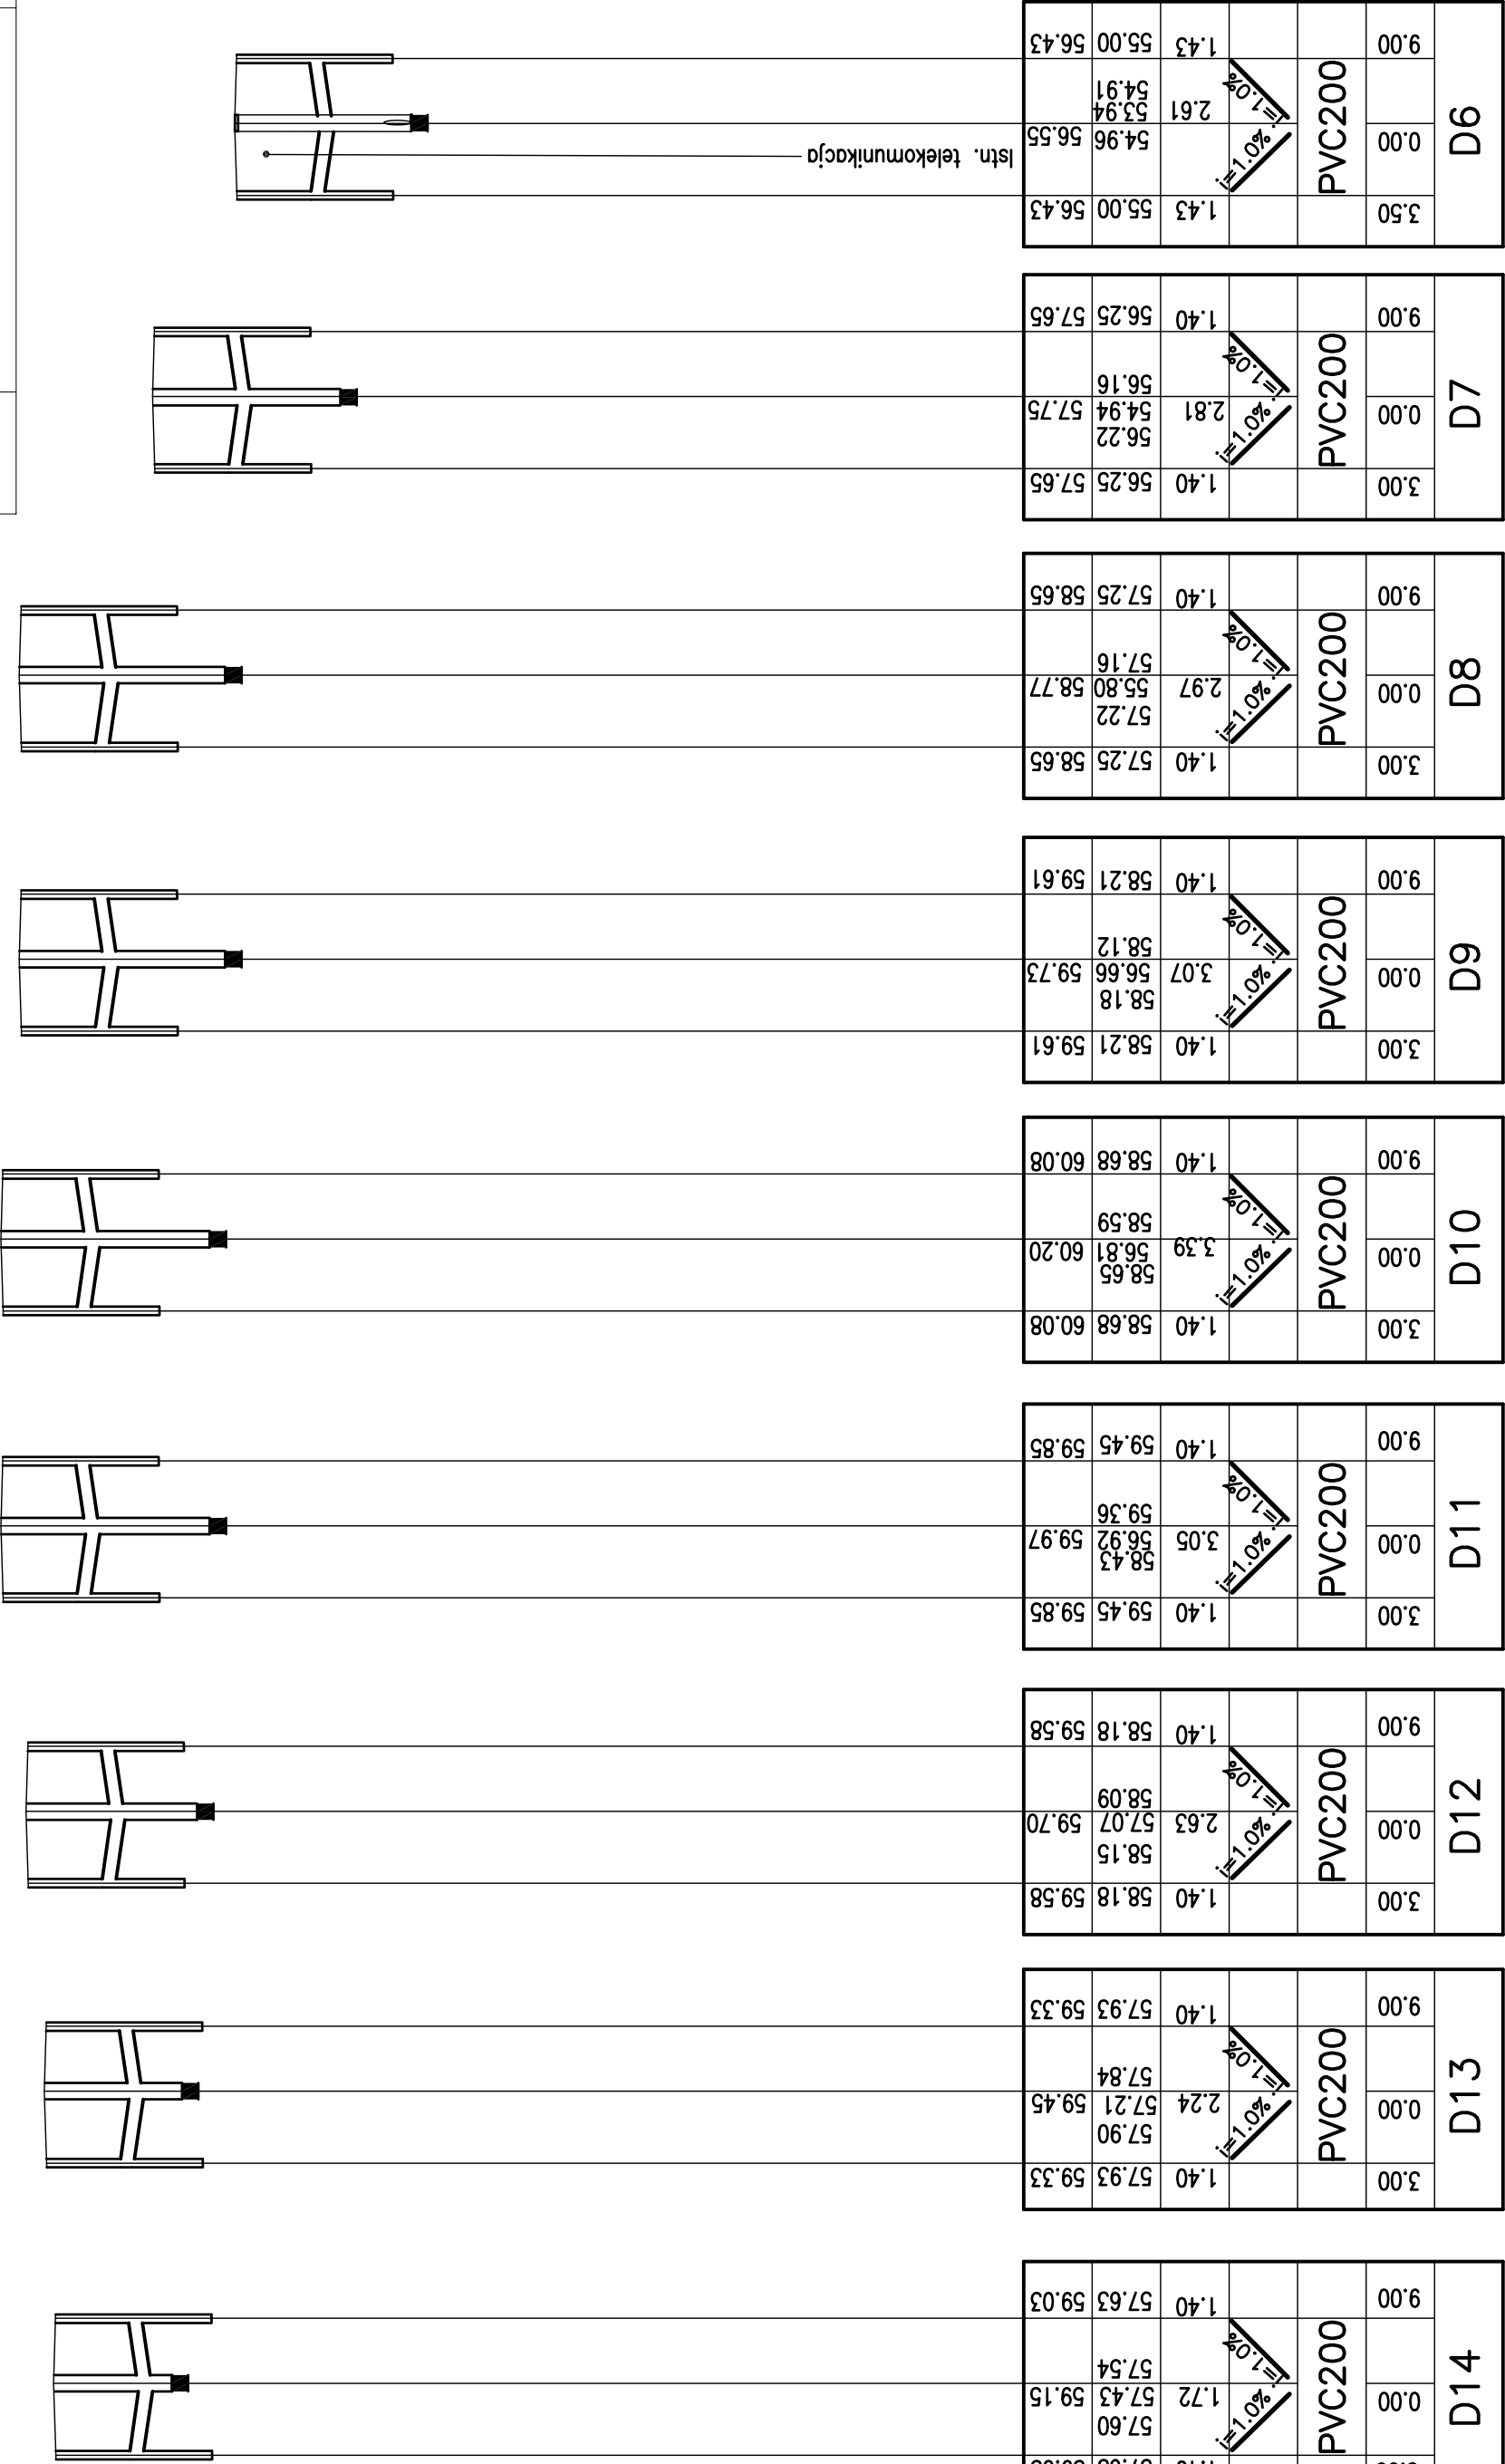 56.43 55.00 1.43 9.00
54.91
53.94 2.61 i=1.0% PVC200 D6
56.55 54.96 i=1.0% 0.00
Istn. telekomunikacja
56.43 55.00 1.43 3.50
57.65 56.25 1.40 9.00
56.16 i=1.0% PVC200 D7
57.75 54.94 2.81 0.00
56.22 i=1.0%
57.65 56.25 1.40 3.00
58.65 57.25 1.40 9.00
57.16 i=1.0% PVC200 D8
58.77 55.80 2.97 0.00
57.22 i=1.0%
58.65 57.25 1.40 3.00
59.61 58.21 1.40 9.00
58.12 i=1.0% PVC200 D9
59.73 56.66 3.07 0.00
58.18 i=1.0%
59.61 58.21 1.40 3.00
60.08 58.68 1.40 9.00
58.59 i=1.0% PVC200 D10
60.20 56.81 3.39 0.00
58.65 i=1.0%
60.08 58.68 1.40 3.00
59.85 59.45 1.40 9.00
59.36 i=1.0% PVC200 D11
59.97 56.92 3.05 0.00
58.43 i=1.0%
59.85 59.45 1.40 3.00
59.58 58.18 1.40 9.00
58.09 i=1.0% PVC200 D12
59.70 57.07 2.63 0.00
58.15 i=1.0%
59.58 58.18 1.40 3.00
59.33 57.93 1.40 9.00
57.84 i=1.0% PVC200 D13
59.45 57.21 2.24 0.00
57.90 i=1.0%
59.33 57.93 1.40 3.00
59.03 57.63 1.40 9.00
57.54 i=1.0% PVC200 D14
59.15 57.43 1.72 0.00
57.60 i=1.0%